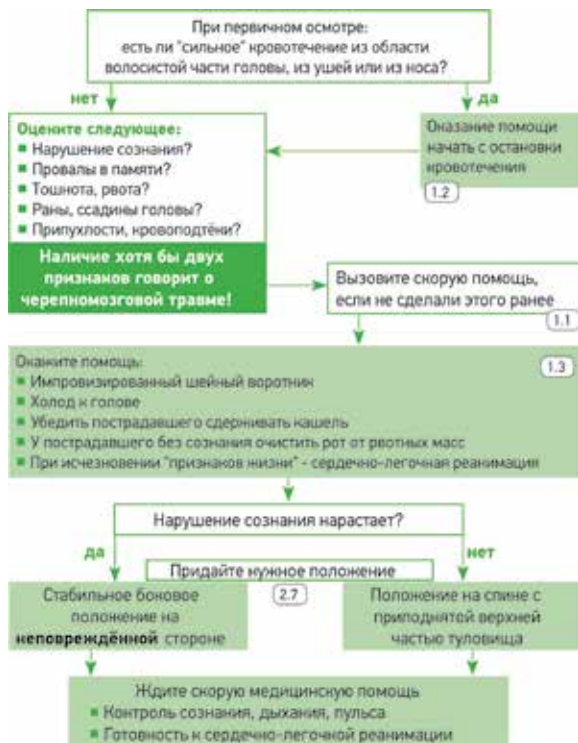 При первичном осмотре:
есть ли "сильное" кровотечение из области
волосистой части головы, из ушей или из носа?
нет
да
Оцените следующее:
Нарушение сознания?
Провалы в памяти?
Тошнота, рвота?
Раны, ссадины головы?
Припухлости, кровоподтёни?
Оказание помощи
начать с остановки
кровотечения
1.2
Наличие хотя бы двух
признаков говорит о
черепномозговой травме!
Вызовите скорую помощь,
если не сделали этого ранее
1.1
Окажите помощь:
1.3
Импровизированный шейный воротник
Холод к голове
Убедить пострадавшего сдерживать кашель
У пострадавшего без сознания очистить рот от рвотных масс
При исчезновении "признаков жизни" - сердечно-легочная реанимация
Нарушение сознания нарастает?
да
нет
Придайте нужное положение
2.7
Стабильное боковое
положение на
неповреждённой стороне
Положение на спине с
приподнятой верхней
частью туловища
Ждите скорую медицинскую помощь
Контроль сознания, дыхания, пульса
Готовность к сердечно-легочной реанимации